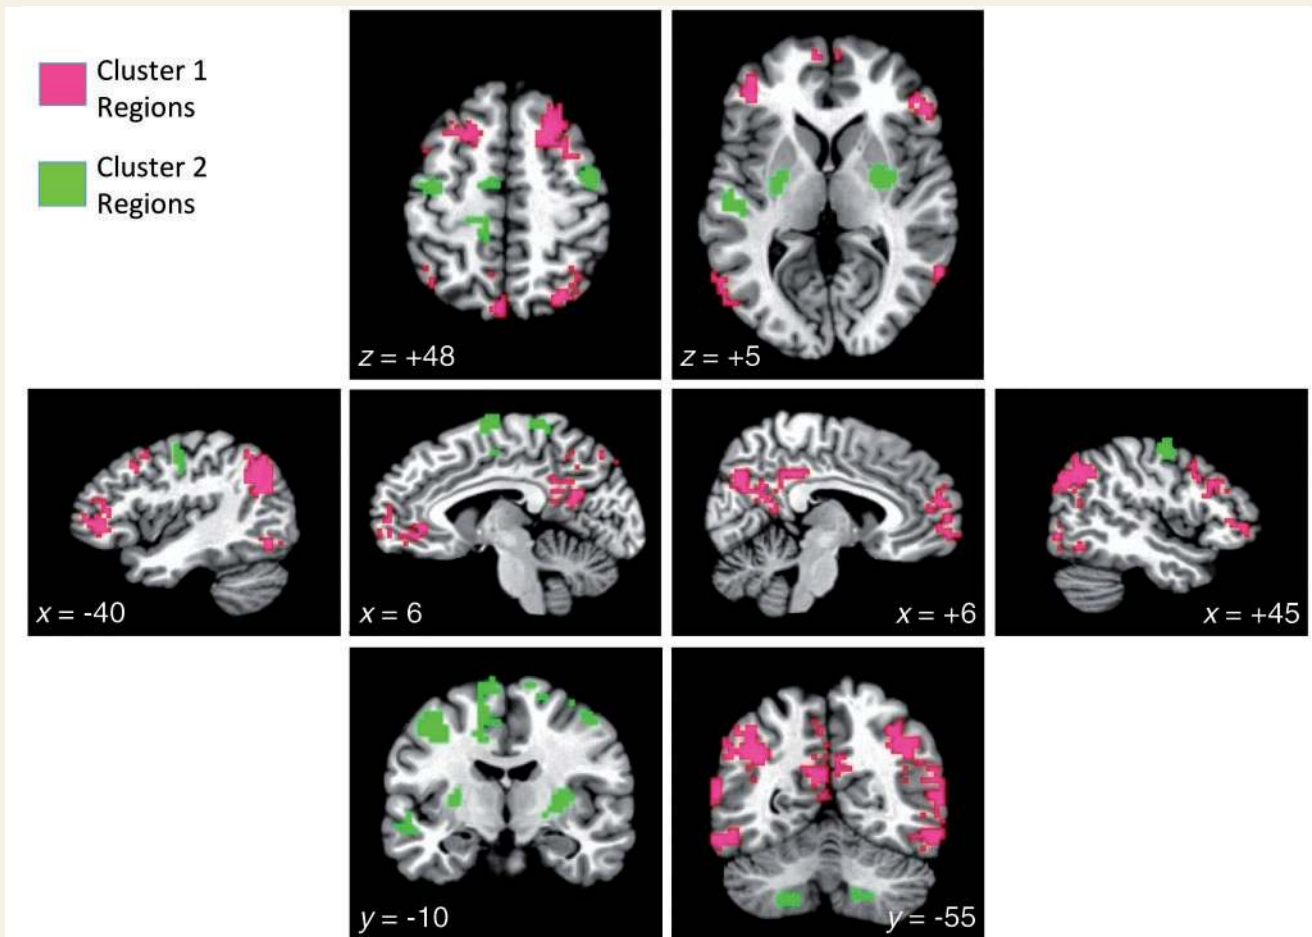 Cluster 1
Regions
Cluster 2
Regions
z = +48
z = +5
x = -40
x = 6
x = +6
x = +45
y = -10
y = -55